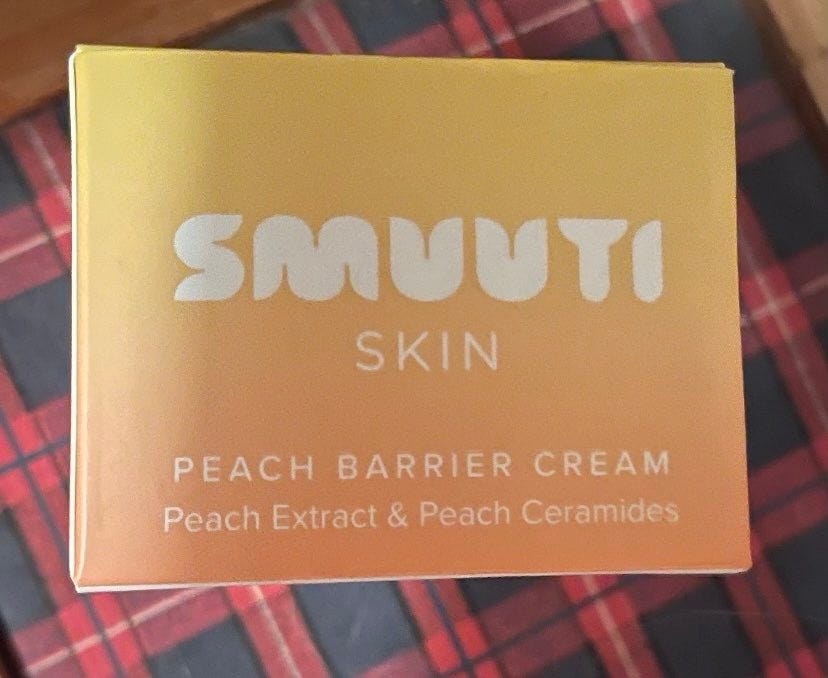 SMUUTI
SKIN
PEACH BARRIER CREAM
Peach Extract & Peach Ceramides